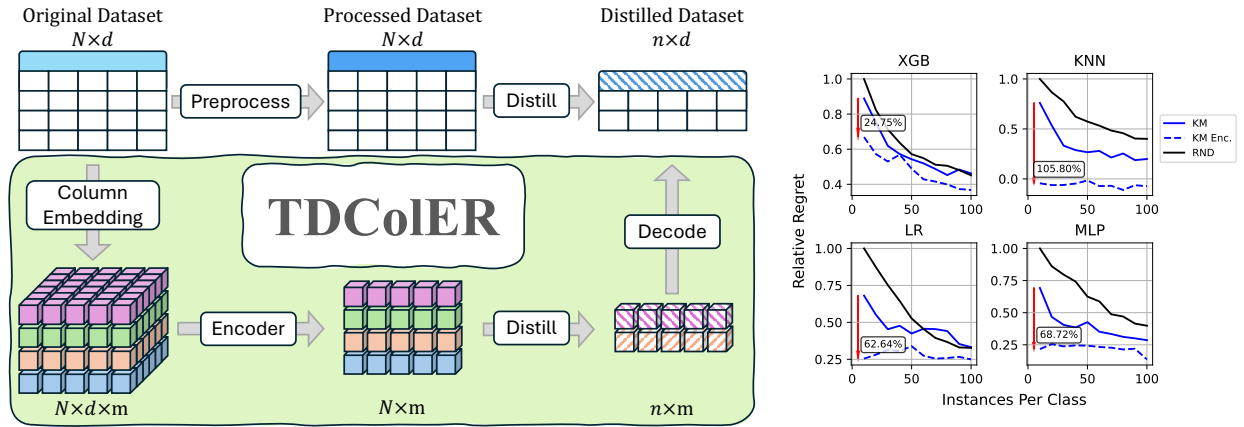 Original Dataset
N×d
Processed Dataset
N×d
Distilled Dataset
n×d
Preprocess
Distill
Column
Embedding
TDColER
Decode
Encoder
Distill
N×d×m
N×m
n×m
XGB
1.0
0.8
0.6
0.4
24.75%
0
50
100
KNN
1.0
0.5
0.0
105.80%
0
50
100
KM
KM Enc.
RND
Relative Regret
LR
1.00
0.75
0.50
0.25
62.64%
0
50
100
MLP
1.00
0.75
0.50
0.25
68.72%
0
50
100
Instances Per Class